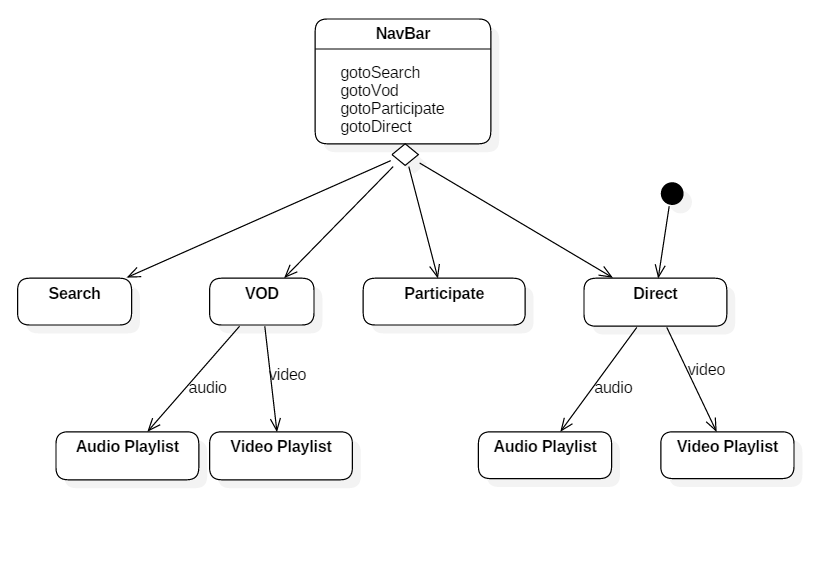 NavBar
gotoSearch
gotoVod
gotoParticipate
gotoDirect
Search
VOD
Participate
Direct
audio
video
audio
video
Audio Playlist
Video Playlist
Audio Playlist
Video Playlist